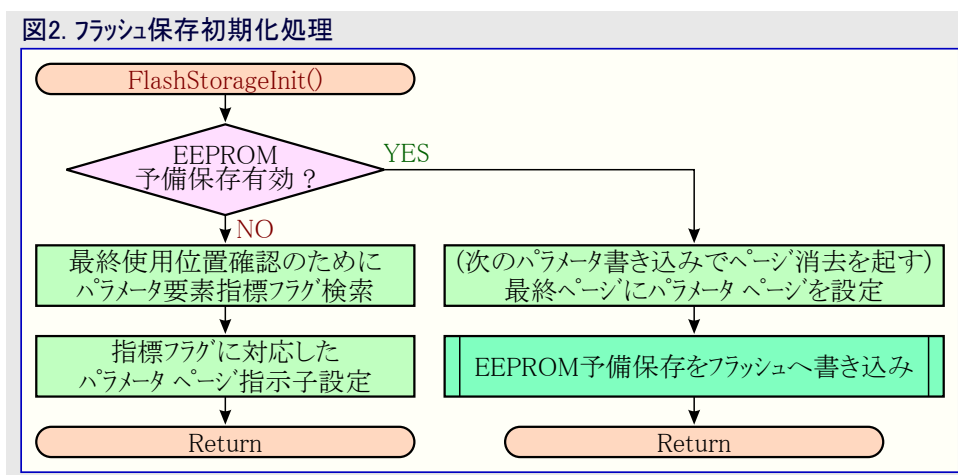 図2. フラッシュ保存初期化処理
FlashStorageInit()
EEPROM
予備保存有効？
YES
NO
最終使用位置確認のために
パラメータ要素指標フラグ検索
指標フラグに対応した
パラメータ ページ指示子設定
Return
(次のパラメータ書き込みでページ消去を起す)
最終ページにパラメータ ページを設定
EEPROM予備保存をフラッシュへ書き込み
Return